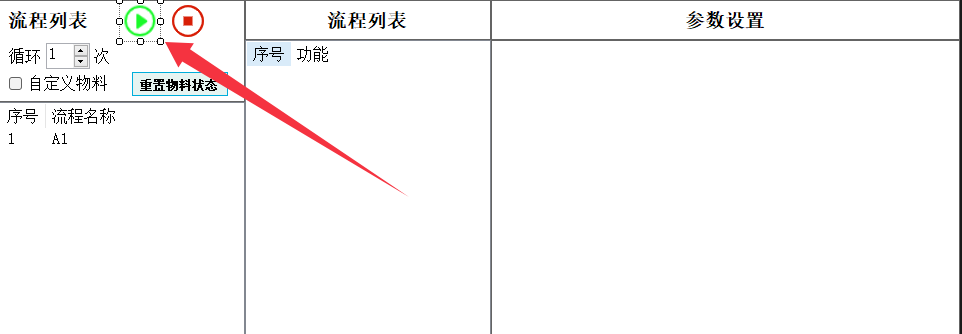 流程列表
流程列表
参数设置
循环 1 次
序号 功能
自定义物料
重置物料状态
序号 流程名称
1 A1